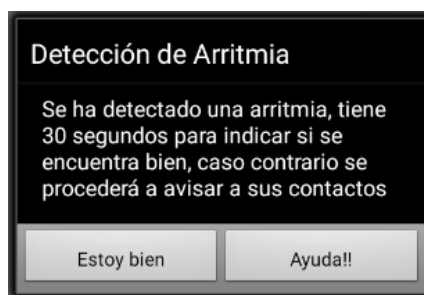 Detección de Arritmia
Se ha detectado una arritmia, tiene
30 segundos para indicar si se
encuentra bien, caso contrario se
procederá a avisar a sus contactos
Estoy bien
Ayuda!!